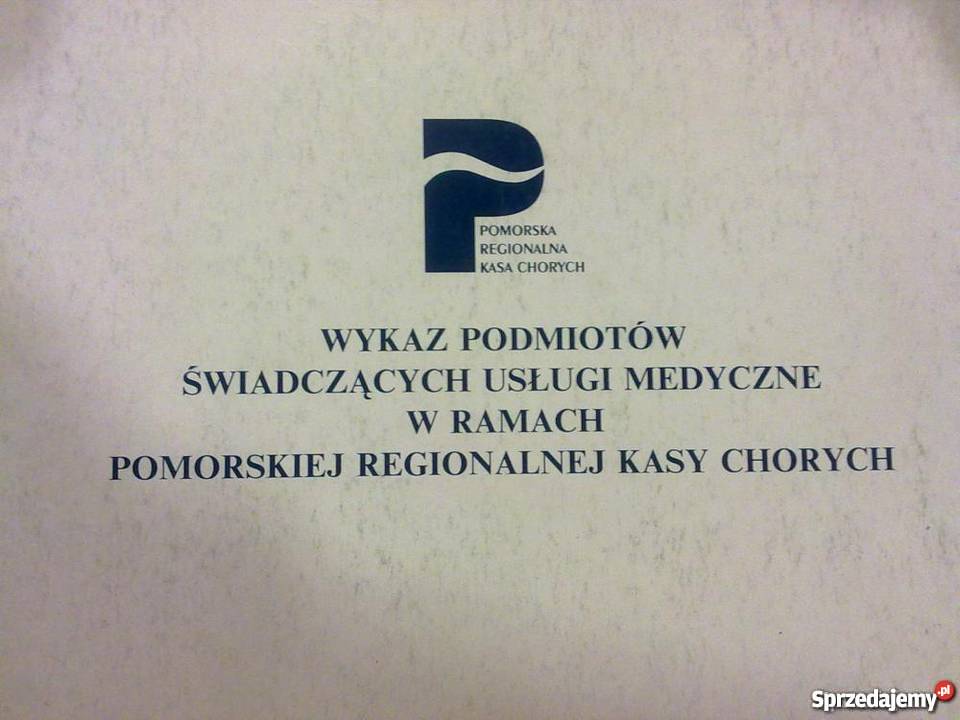 POMORSKA
REGIONALNA
KASA CHORYCH
WYKAZ PODMIOTÓW
ŚWIADCZĄCYCH USŁUGI MEDYCZNE
W RAMACH
POMORSKIEJ REGIONALNEJ KASY CHORYCH
Sprzedajemy.pl